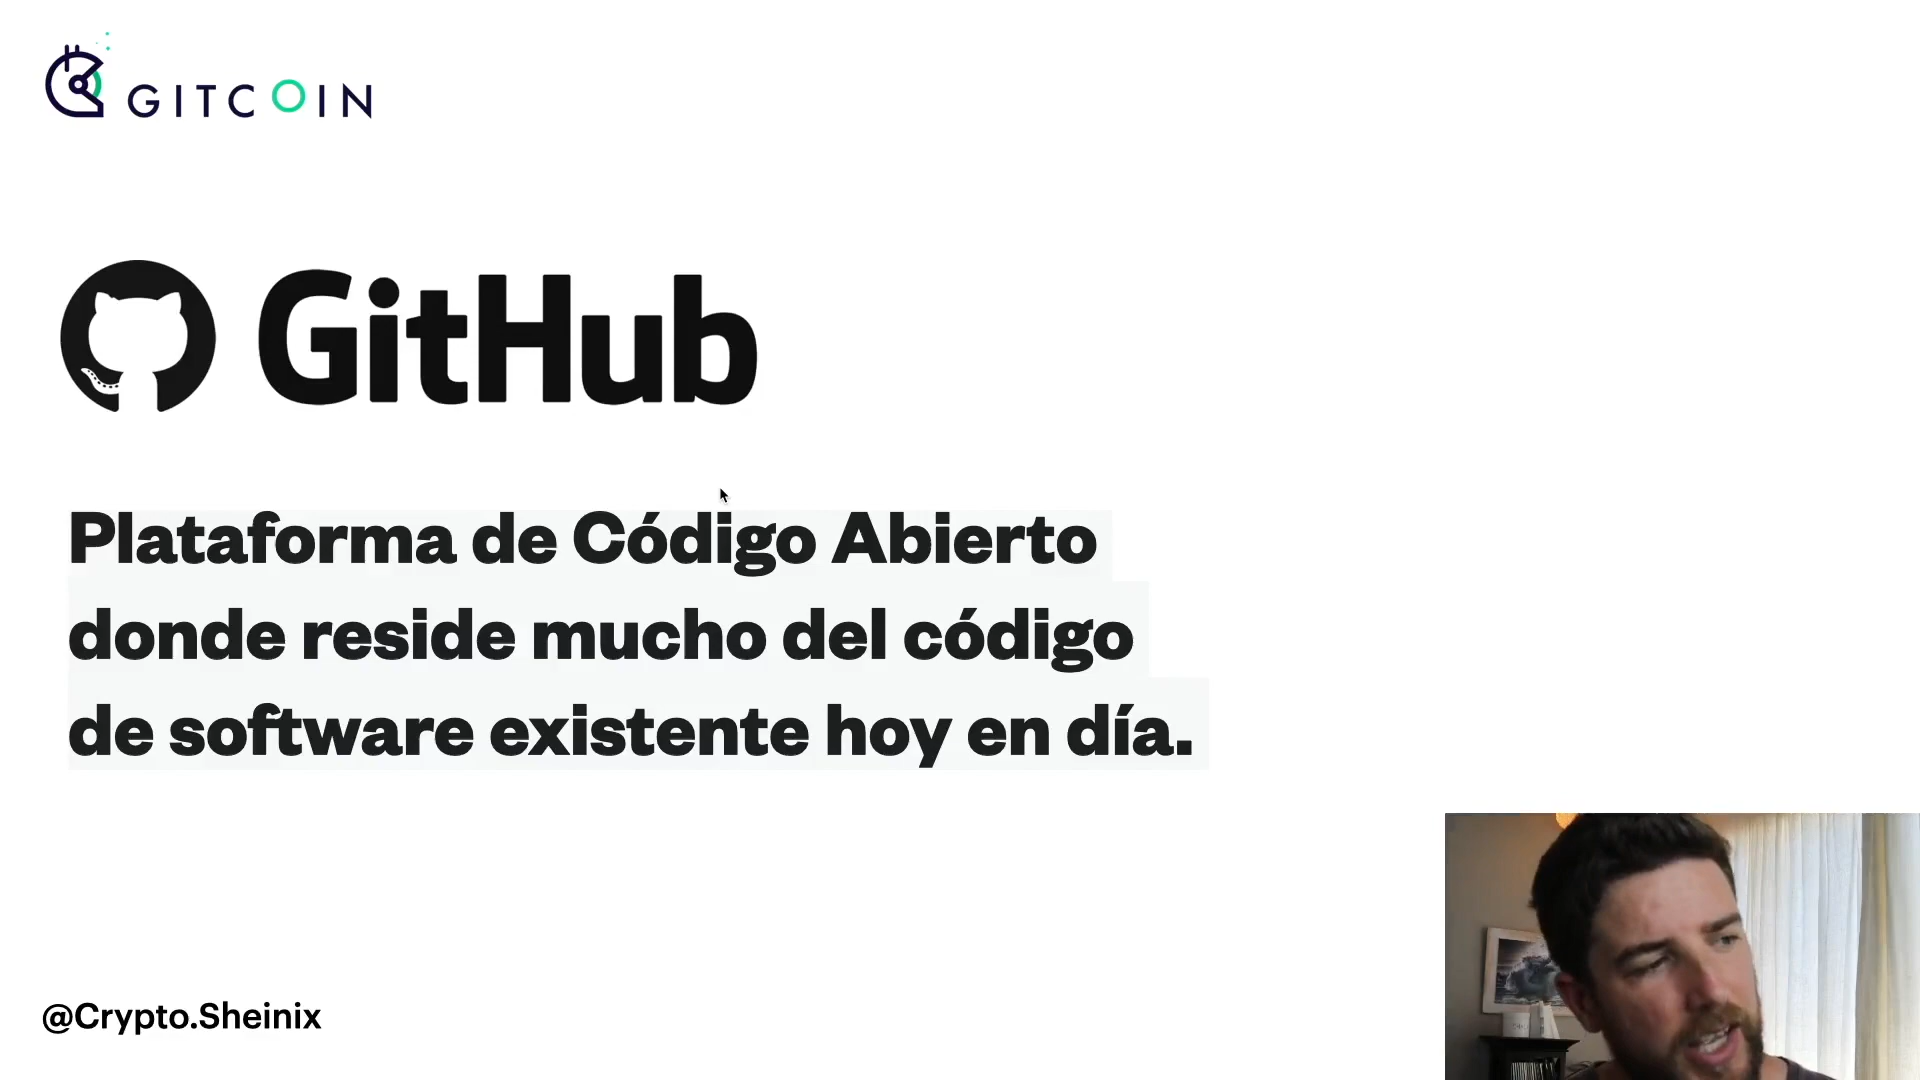 GITCOIN
GitHub
Plataforma de Código Abierto
donde reside mucho del código
de software existente hoy en día.
@Crypto.Sheinix